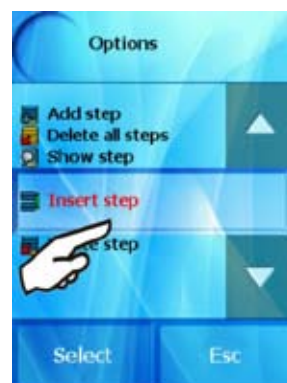 Options
Add step
Delete all steps
Show step
Insert step
step
Select
Esc